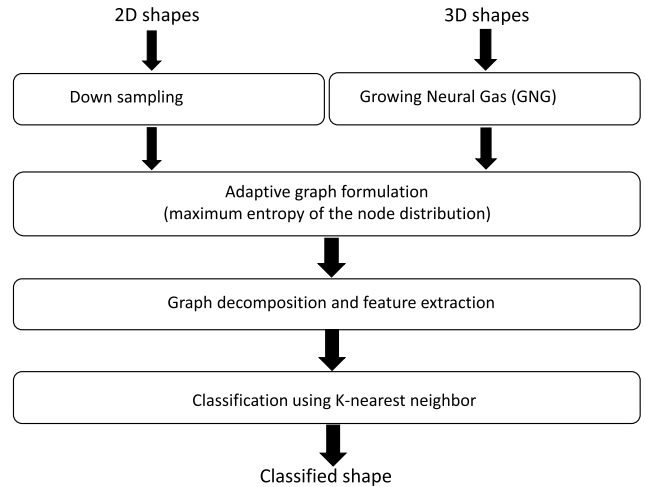 2D shapes
3D shapes
Down sampling
Growing Neural Gas (GNG)
Adaptive graph formulation
(maximum entropy of the node distribution)
Graph decomposition and feature extraction
Classification using K-nearest neighbor
Classified shape